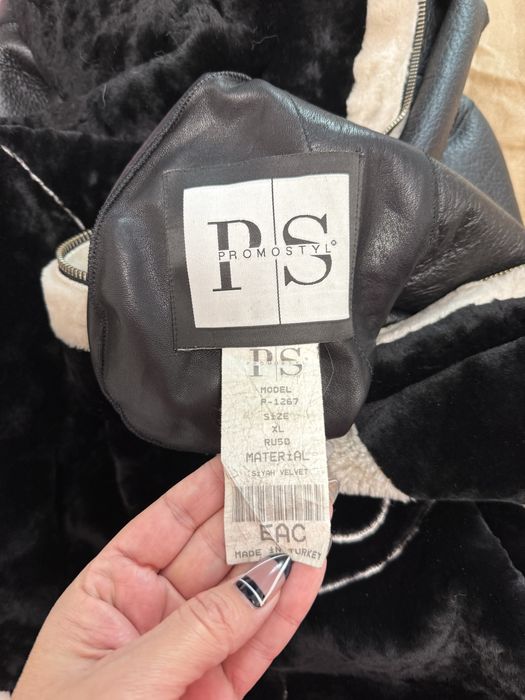 PS
PROMOSTYL®
PS
MODEL
P-1267
SiZE
XL
RU50
MATERiAL
SiYAH VELVET
EAC
MADE IN TURKEY